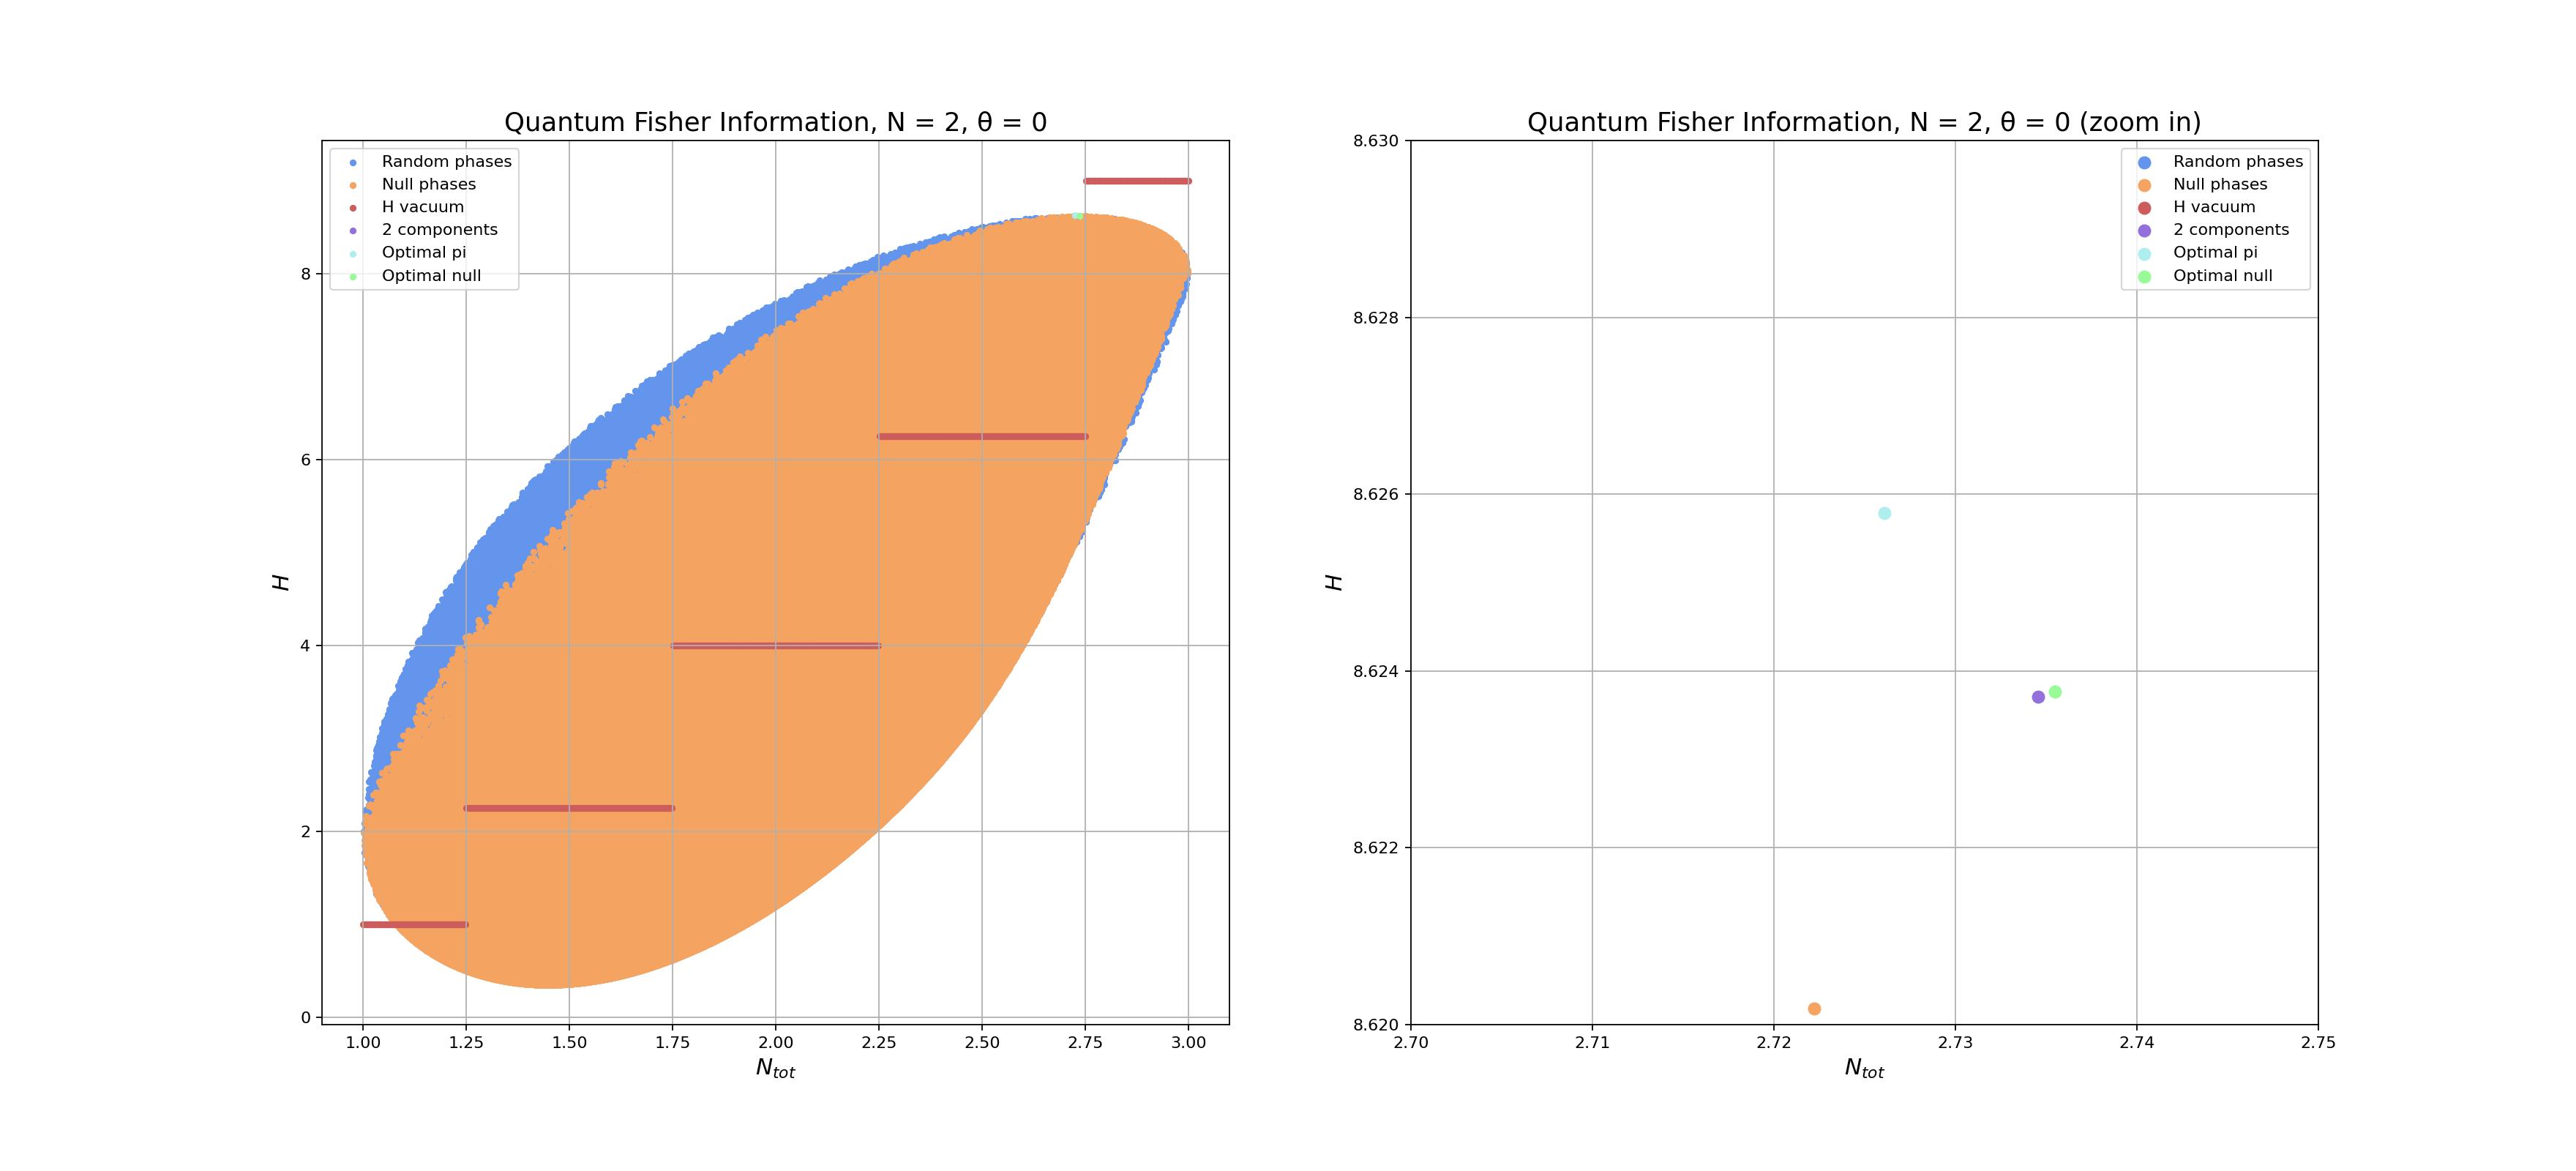 Quantum Fisher Information, N = 2, θ = 0
Random phases
Null phases
H vacuum
2 components
Optimal pi
Optimal null
8
6
4
2
0
H
1.00 1.25 1.50 1.75 2.00 2.25 2.50 2.75 3.00
N_tot
Quantum Fisher Information, N = 2, θ = 0 (zoom in)
Random phases
Null phases
H vacuum
2 components
Optimal pi
Optimal null
8.630
8.628
8.626
8.624
8.622
8.620
H
2.70 2.71 2.72 2.73 2.74 2.75
N_tot